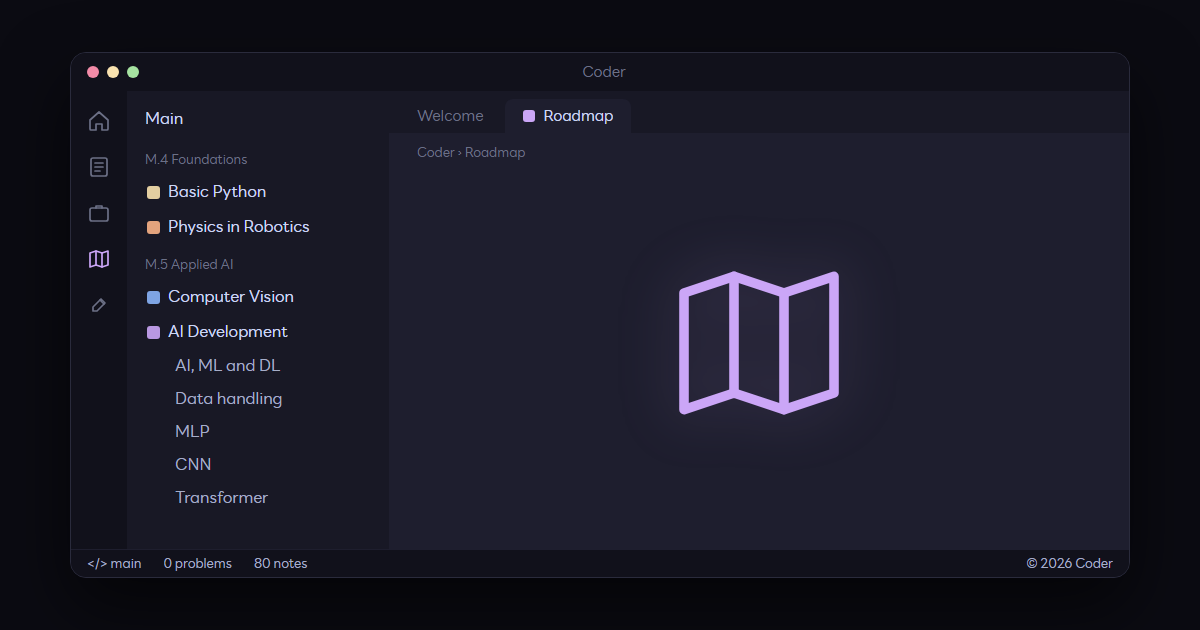 Coder
Main
M.4 Foundations
Basic Python
Physics in Robotics
M.5 Applied AI
Computer Vision
AI Development
AI, ML and DL
Data handling
MLP
CNN
Transformer
Welcome
Roadmap
Coder › Roadmap
</> main
0 problems
80 notes
© 2026 Coder